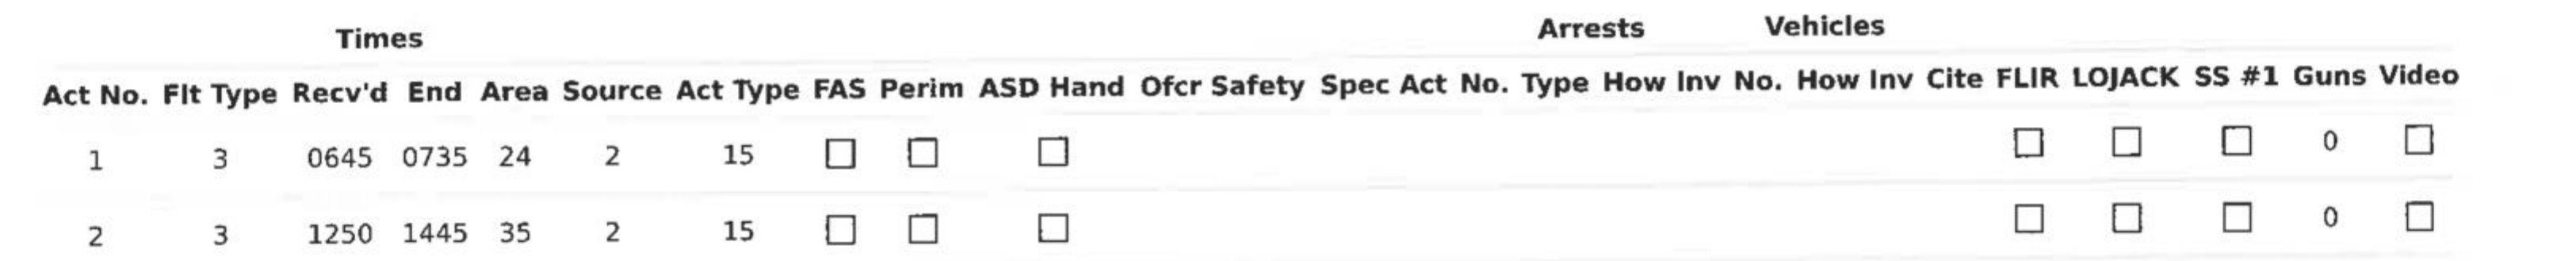 Times Arrests Vehicles
Act No. Flt Type Recv'd End Area Source Act Type FAS Perim ASD Hand Ofcr Safety Spec Act No. Type How Inv No. How Inv Cite FLIR LOJACK SS #1 Guns Video
1 3 0645 0735 24 2 15 ☐ ☐ ☐ ☐ ☐ ☐ 0 ☐
2 3 1250 1445 35 2 15 ☐ ☐ ☐ ☐ ☐ ☐ 0 ☐